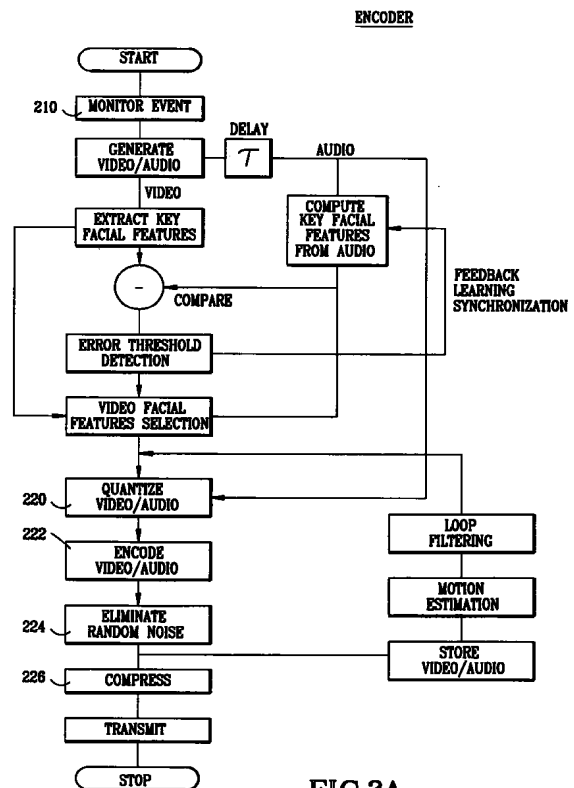 ENCODER
START
210
MONITOR EVENT
GENERATE
VIDEO/AUDIO
DELAY
τ
AUDIO
VIDEO
EXTRACT KEY
FACIAL FEATURES
COMPUTE
KEY FACIAL
FEATURES
FROM AUDIO
-
COMPARE
FEEDBACK
LEARNING
SYNCHRONIZATION
ERROR THRESHOLD
DETECTION
VIDEO FACIAL
FEATURES SELECTION
220
QUANTIZE
VIDEO/AUDIO
222
ENCODE
VIDEO/AUDIO
LOOP
FILTERING
224
ELIMINATE
RANDOM NOISE
MOTION
ESTIMATION
226
COMPRESS
STORE
VIDEO/AUDIO
TRANSMIT
STOP